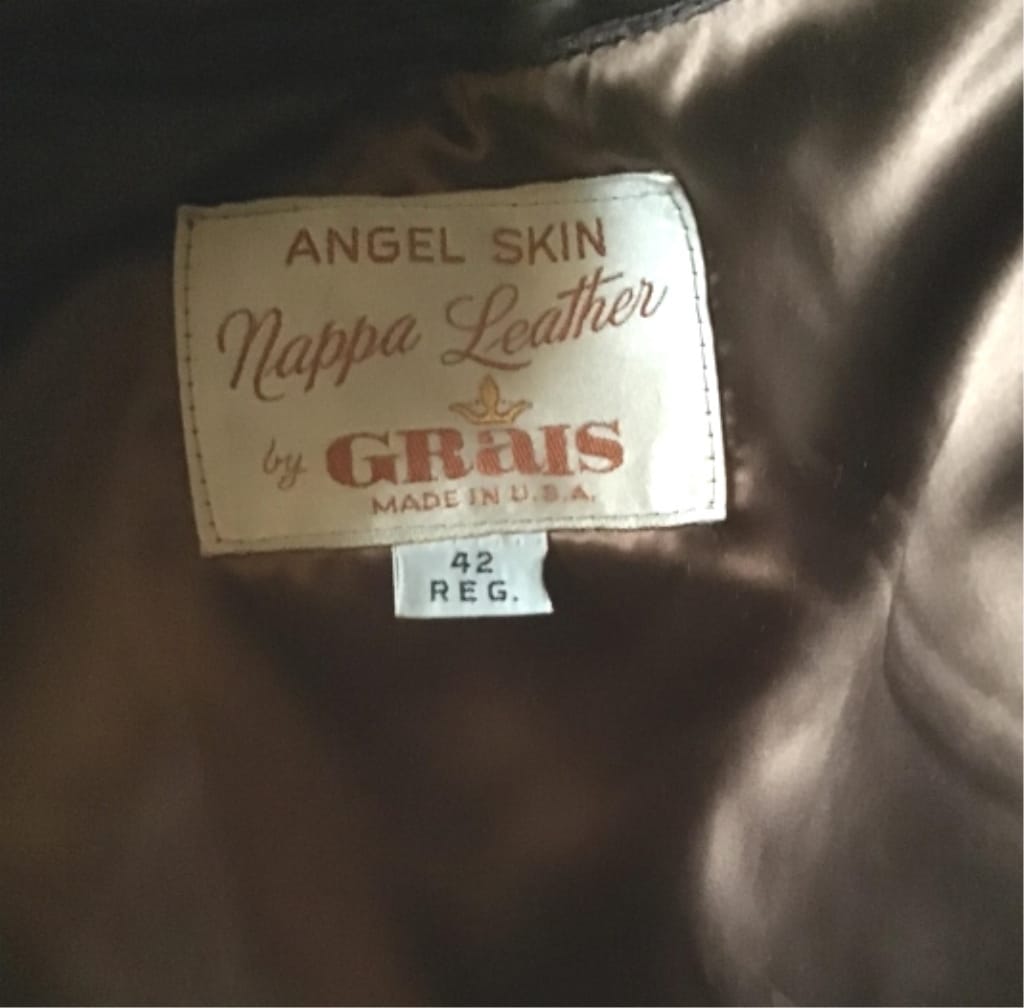 ANGEL SKIN
Nappa Leather
by GRaIS
MADE IN U.S.A.
42
REG.